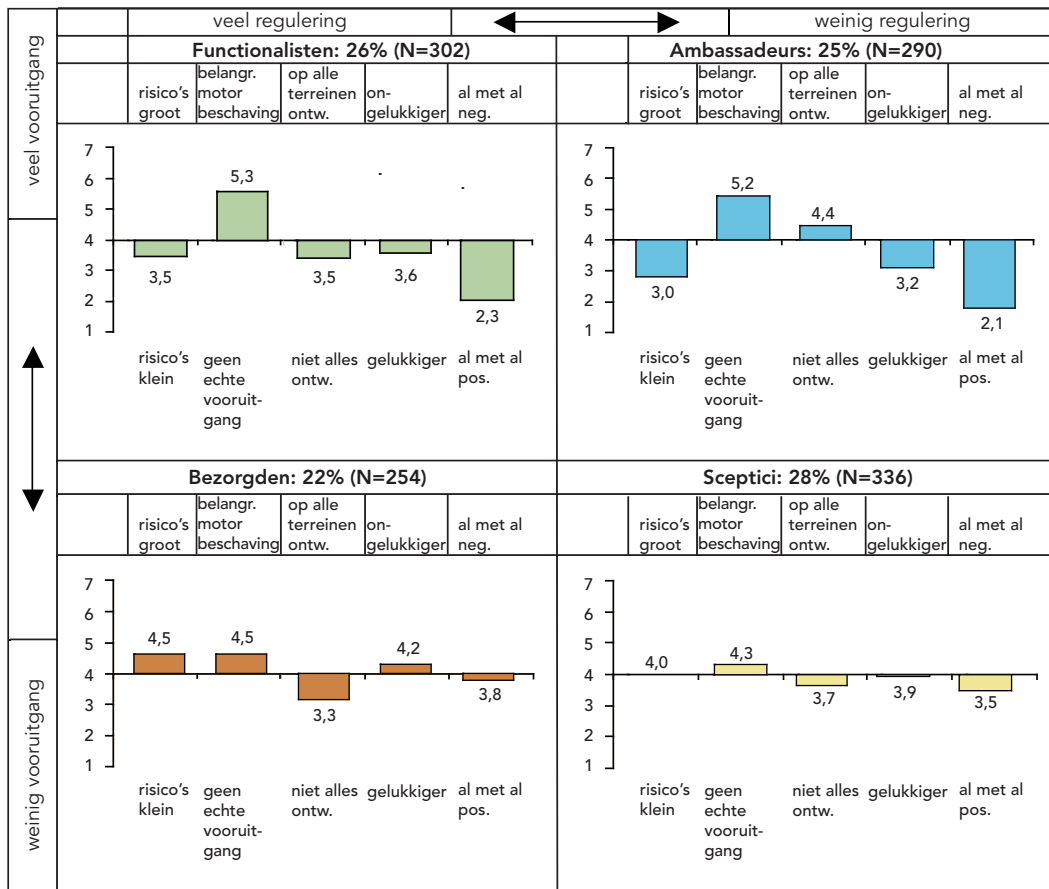 veel regulering
weinig regulering
veel vooruitgang
weinig vooruitgang
Functionalisten: 26% (N=302)
risico's
groot
belangr.
motor
beschaving
op alle
terreinen
ontw.
on-
gelukkiger
al met al
neg.
7
6
5
4
3
2
1
3,5
5,3
3,5
3,6
2,3
risico's
klein
geen
echte
vooruit-
gang
niet alles
ontw.
gelukkiger
al met al
pos.
Ambassadeurs: 25% (N=290)
risico's
groot
belangr.
motor
beschaving
op alle
terreinen
ontw.
on-
gelukkiger
al met al
neg.
7
6
5
4
3
2
1
3,0
5,2
4,4
3,2
2,1
risico's
klein
geen
echte
vooruit-
gang
niet alles
ontw.
gelukkiger
al met al
pos.
Bezorgden: 22% (N=254)
risico's
groot
belangr.
motor
beschaving
op alle
terreinen
ontw.
on-
gelukkiger
al met al
neg.
7
6
5
4
3
2
1
4,5
4,5
3,3
4,2
3,8
risico's
klein
geen
echte
vooruit-
gang
niet alles
ontw.
gelukkiger
al met al
pos.
Sceptici: 28% (N=336)
risico's
groot
belangr.
motor
beschaving
op alle
terreinen
ontw.
on-
gelukkiger
al met al
neg.
7
6
5
4
3
2
1
4,0
4,3
3,7
3,9
3,5
risico's
klein
geen
echte
vooruit-
gang
niet alles
ontw.
gelukkiger
al met al
pos.